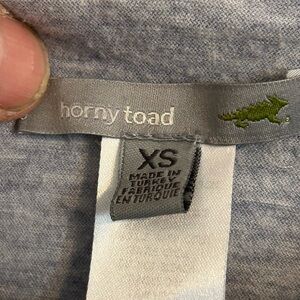 horny toad
XS
MADE IN
TURKEY
FABRIQUÉ
EN TURQUIE